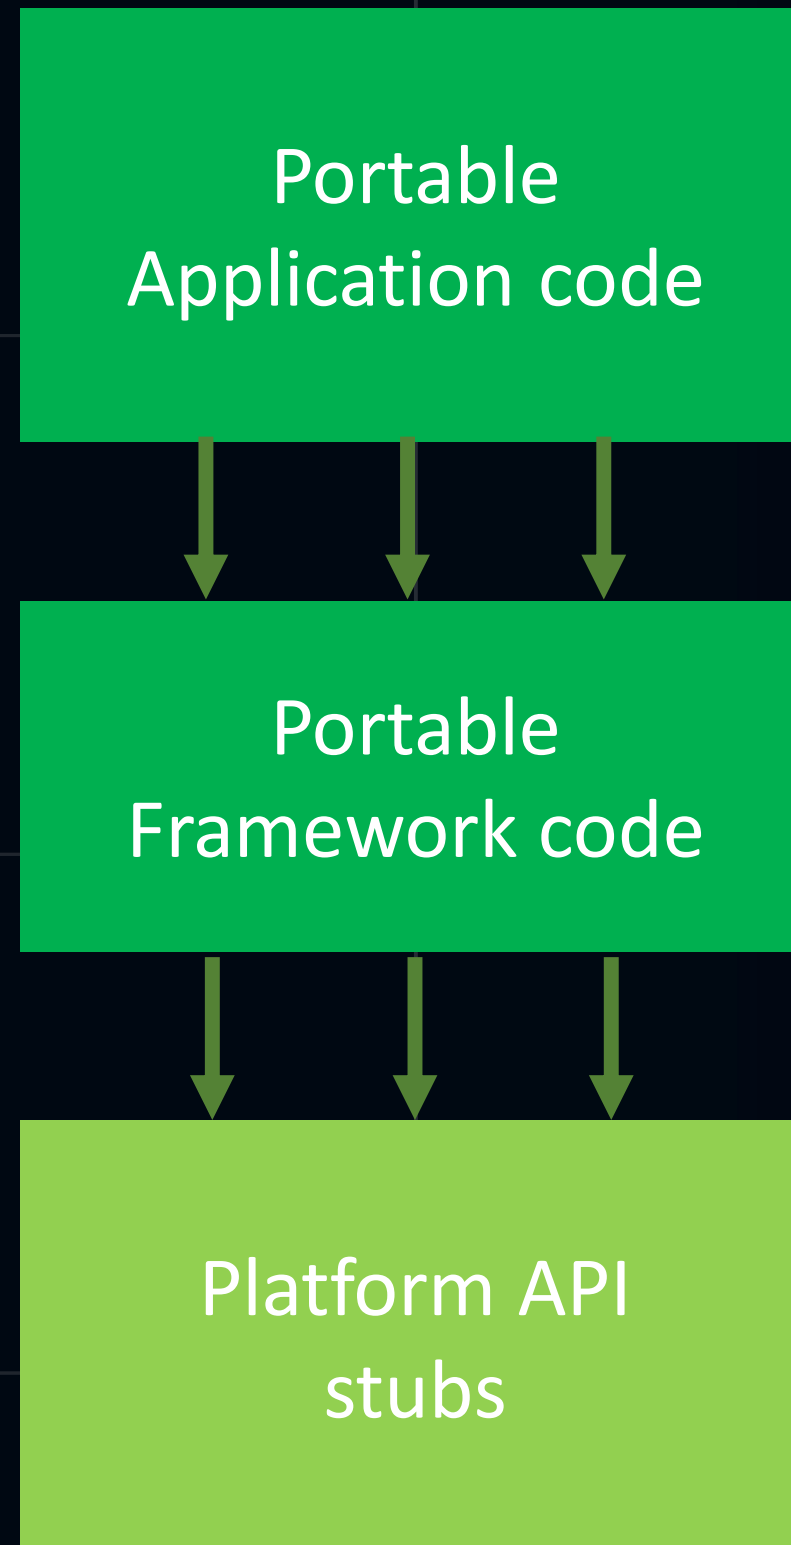 Portable
Application code
Portable
Framework code
Platform API
stubs